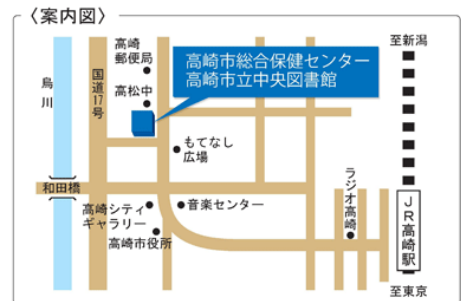 〈案内図〉
至新潟
高崎
郵便局
高崎市総合保健センター
高崎市立中央図書館
烏川
国道17号
高松中
もてなし
広場
ラジオ高崎
和田橋
高崎シティ
ギャラリー
音楽センター
高崎市役所
JR高崎駅
至東京